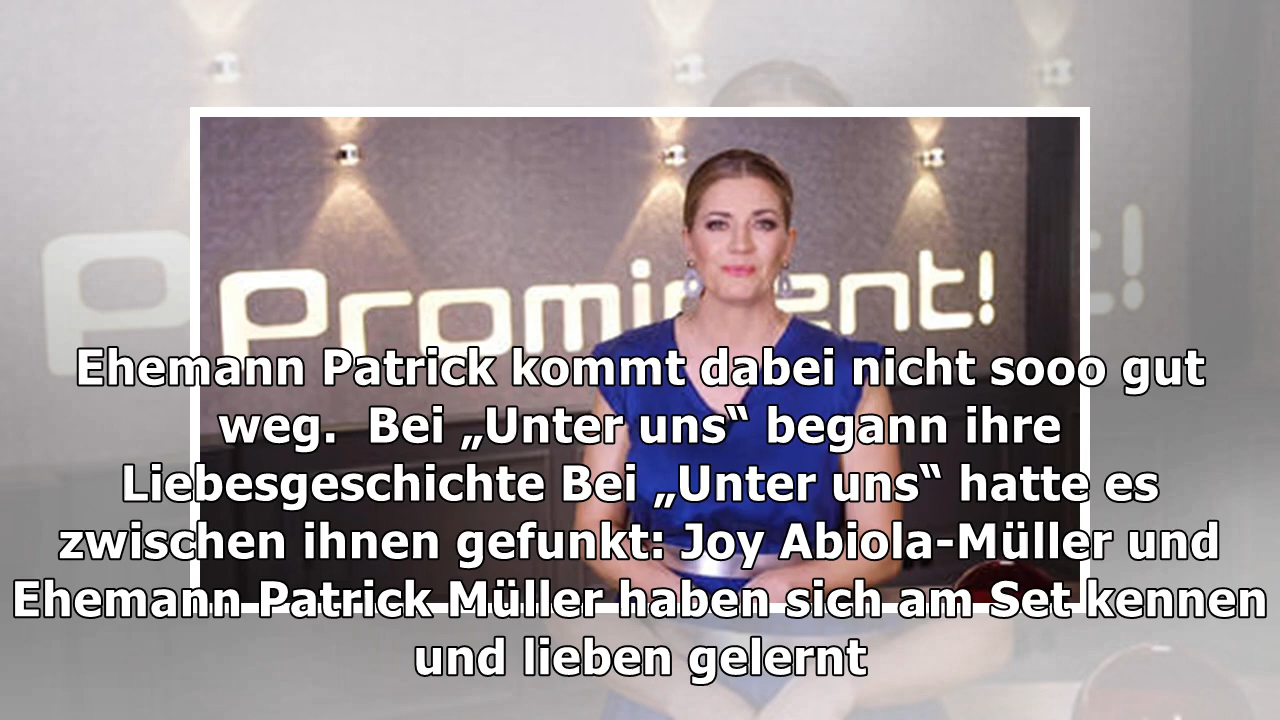 Prominent!
Ehemann Patrick kommt dabei nicht sooo gut
weg.  Bei „Unter uns“ begann ihre
Liebesgeschichte Bei „Unter uns“ hatte es
zwischen ihnen gefunkt: Joy Abiola-Müller und
Ehemann Patrick Müller haben sich am Set kennen
und lieben gelernt